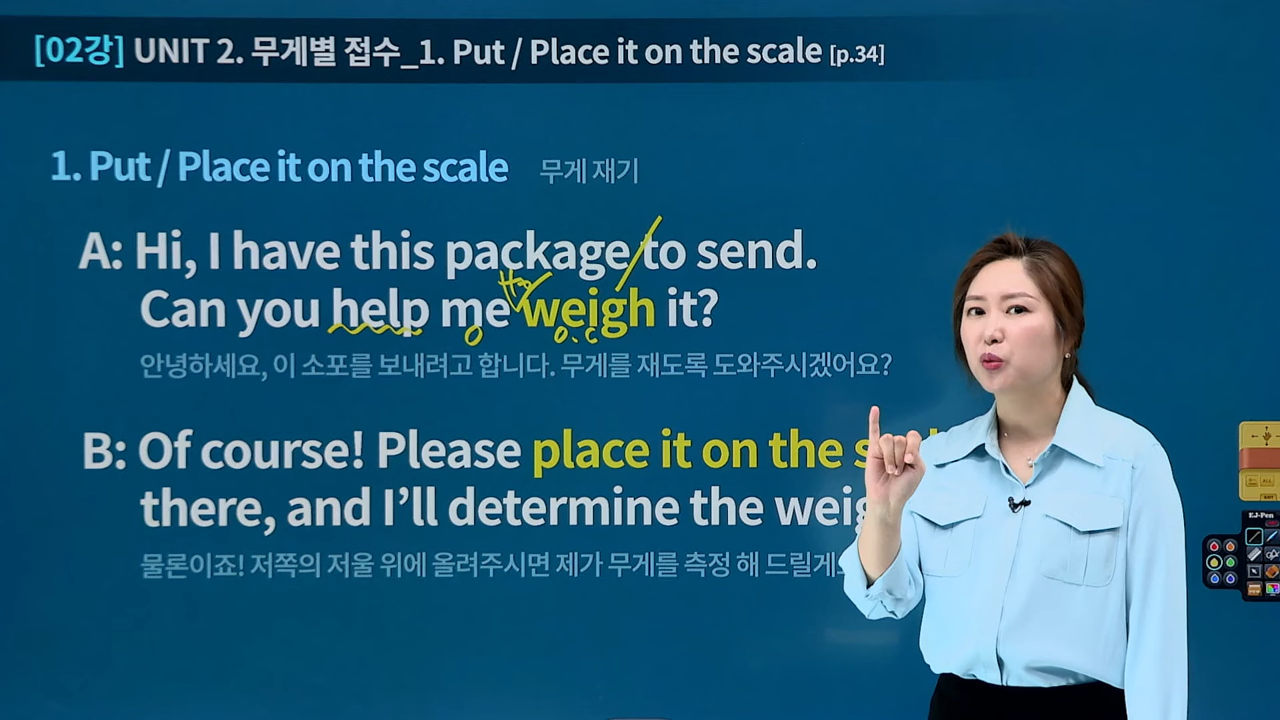 [02강] UNIT 2. 무게별 접수_1. Put / Place it on the scale [p.34]
1. Put / Place it on the scale 무게 재기
A: Hi, I have this package to send.
Can you help me weigh it?
o o.c
안녕하세요, 이 소포를 보내려고 합니다. 무게를 재도록 도와주시겠어요?
B: Of course! Please place it on the
there, and I'll determine the
물론이죠! 저쪽의 저울 위에 올려주시면 제가 무게를 측정 해 드릴게
EJ-Pen